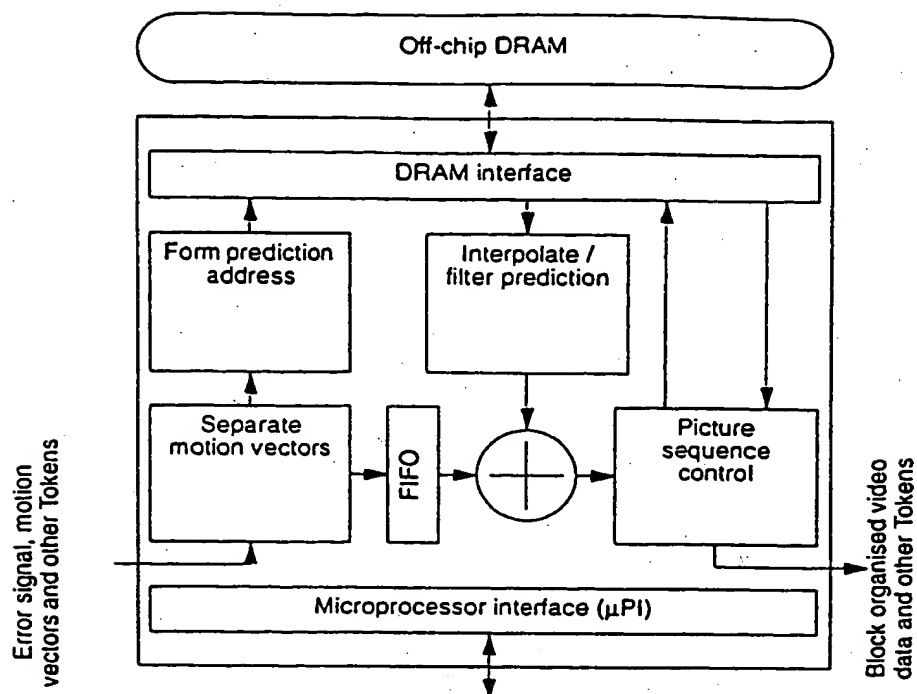 Off-chip DRAM
DRAM interface
Form prediction
address
Interpolate /
filter prediction
Separate
motion vectors
FIFO
Picture
sequence
control
Error signal, motion
vectors and other Tokens
Block organised video
data and other Tokens
Microprocessor interface (µPI)